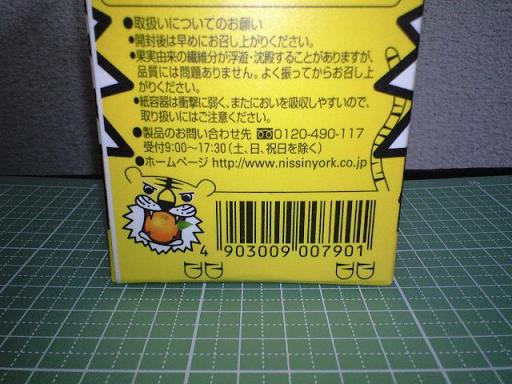 ●取扱いについてのお願い
•開封後は早めにお召し上がりください。
•果実由来の繊維分が浮遊・沈殿することがありますが、
品質には問題ありません。よく振ってからお召し上
がりください。
•紙容器は衝撃に弱く、またにおいを吸収しやすいので、
取り扱いにはご注意ください。
●製品のお問い合わせ先 0120-490-117
受付9:00〜17:30（土、日、祝日を除く）
●ホームページ http://www.nissinyork.co.jp
4 903009 007901